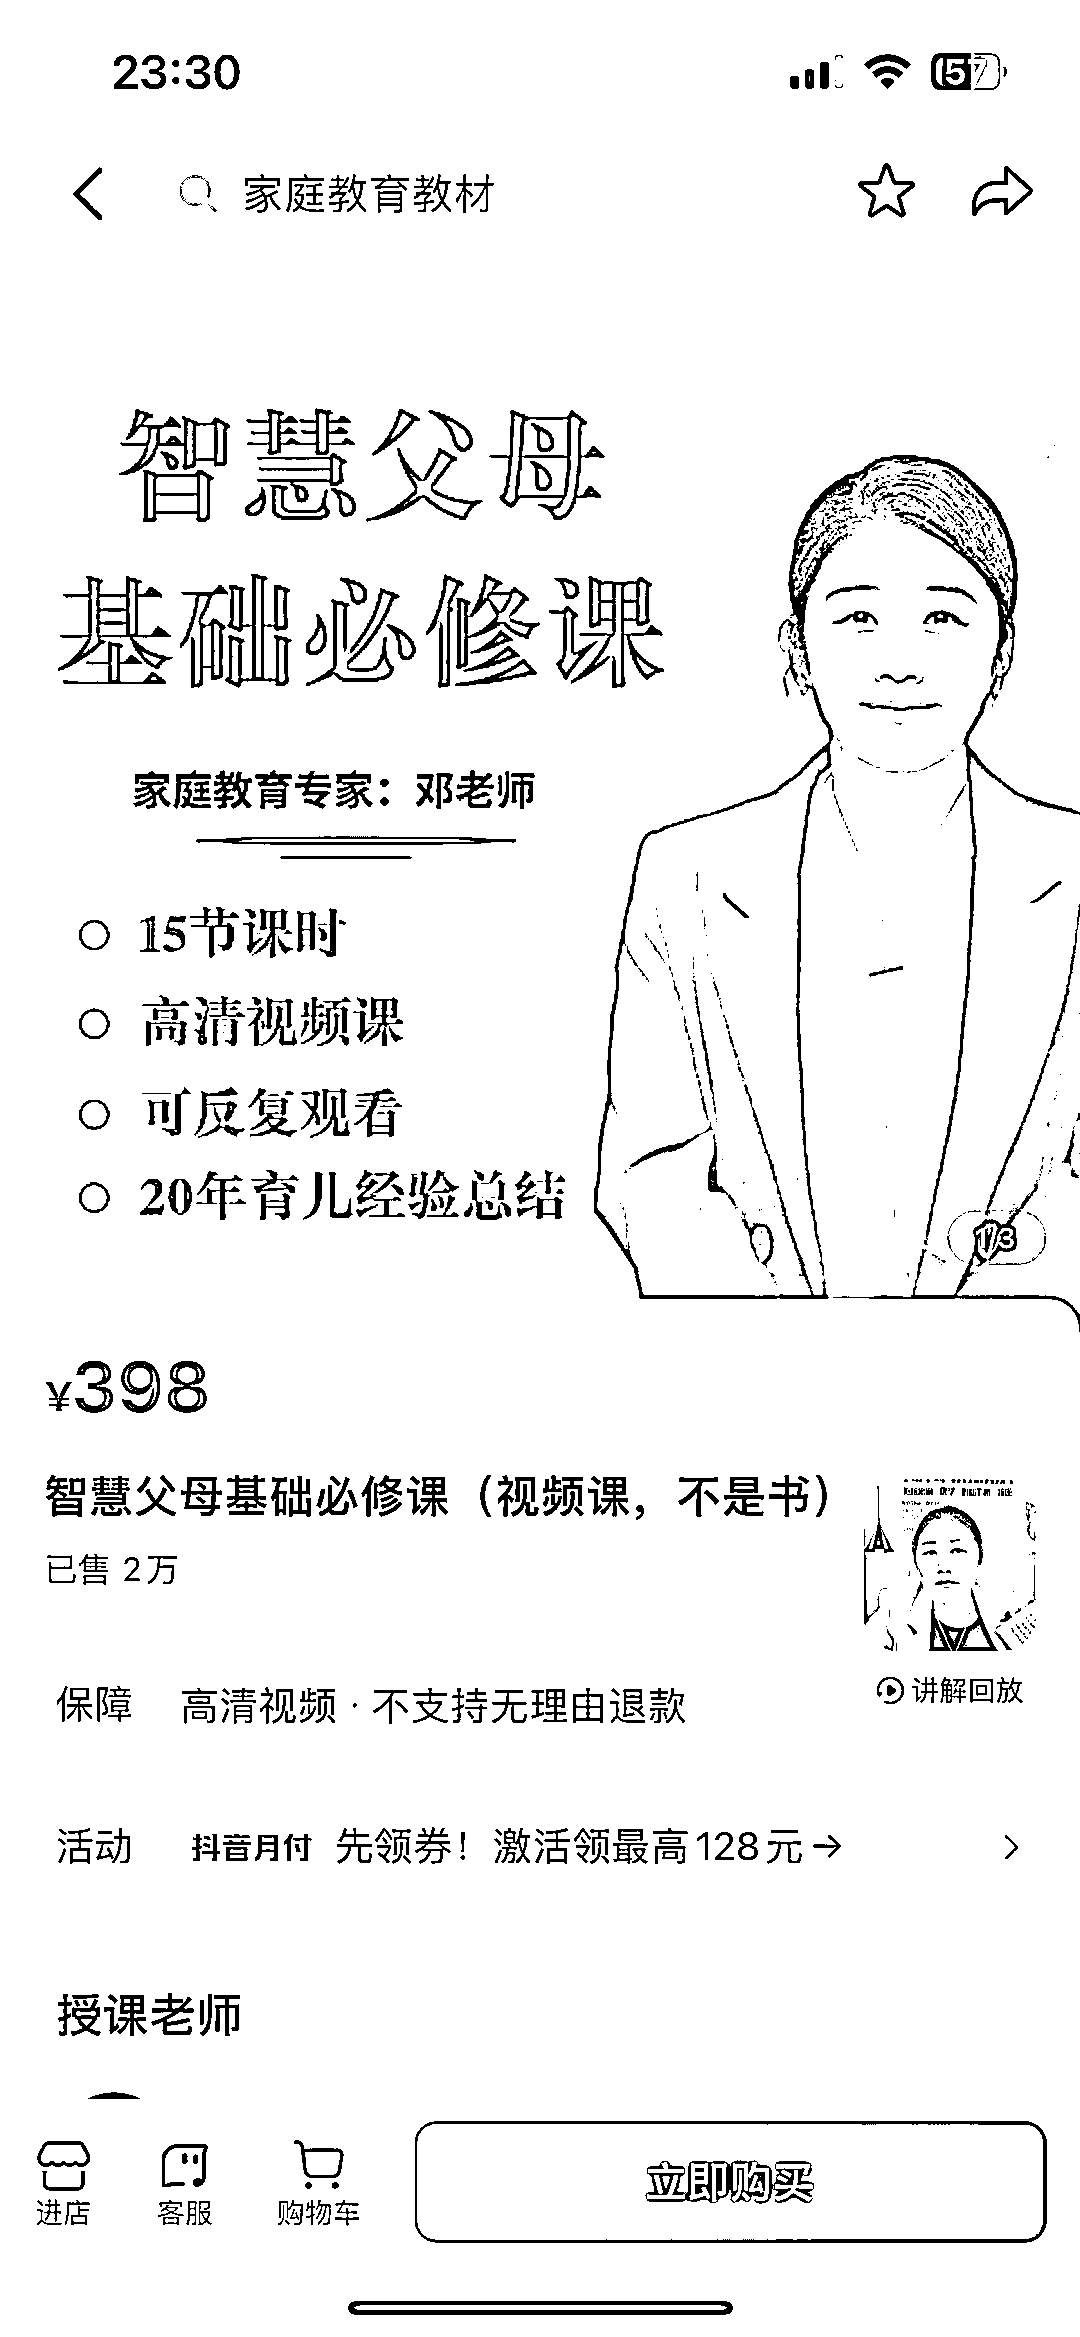 23:30
57
家庭教育教材
智慧父母
基础必修课
家庭教育专家：邓老师
15节课时
高清视频课
可反复观看
20年育儿经验总结
1/3
¥398
智慧父母基础必修课（视频课，不是书）
已售 2万
讲解回放
保障 高清视频 · 不支持无理由退款
活动 抖音月付 先领券！激活领最高128元→
授课老师
进店
客服
购物车
立即购买